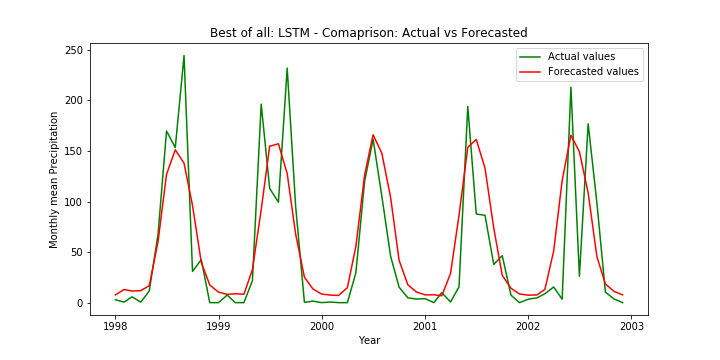 Best of all: LSTM - Comaprison: Actual vs Forecasted
250
200
150
100
50
0
Monthly mean Precipitation
Actual values
Forecasted values
1998
1999
2000
2001
2002
2003
Year